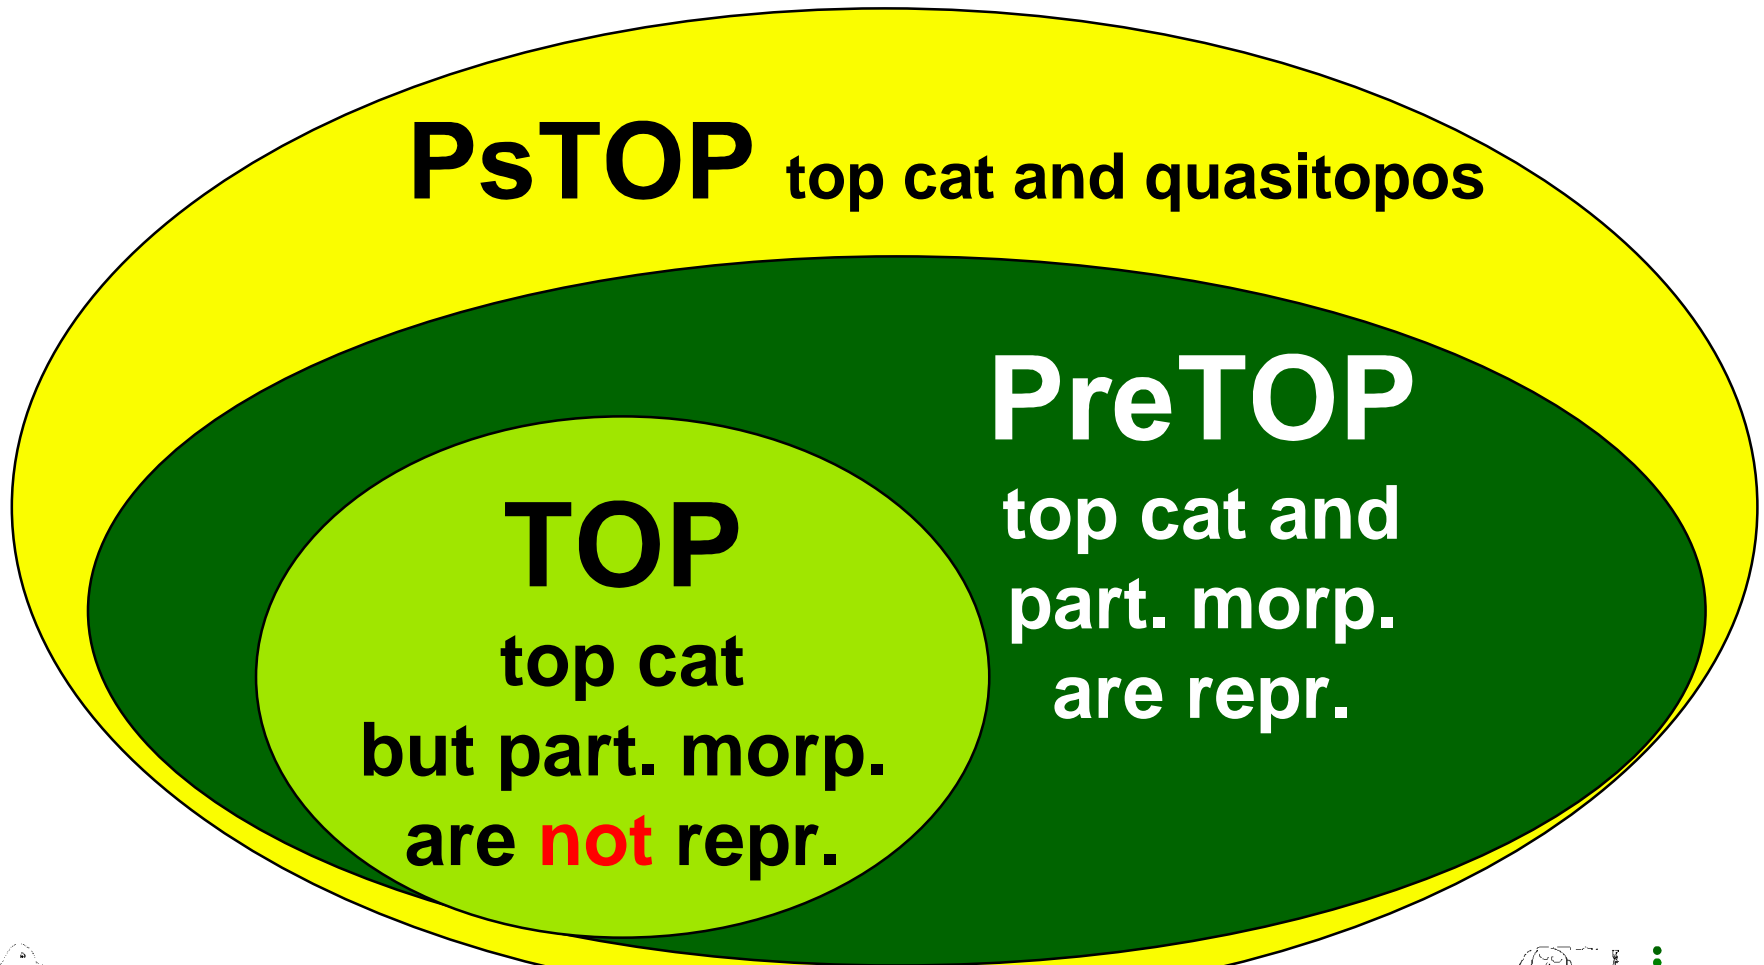 PsTOP top cat and quasitopos
PreTOP
top cat and
part. morp.
are repr.
TOP
top cat
but part. morp.
are not repr.